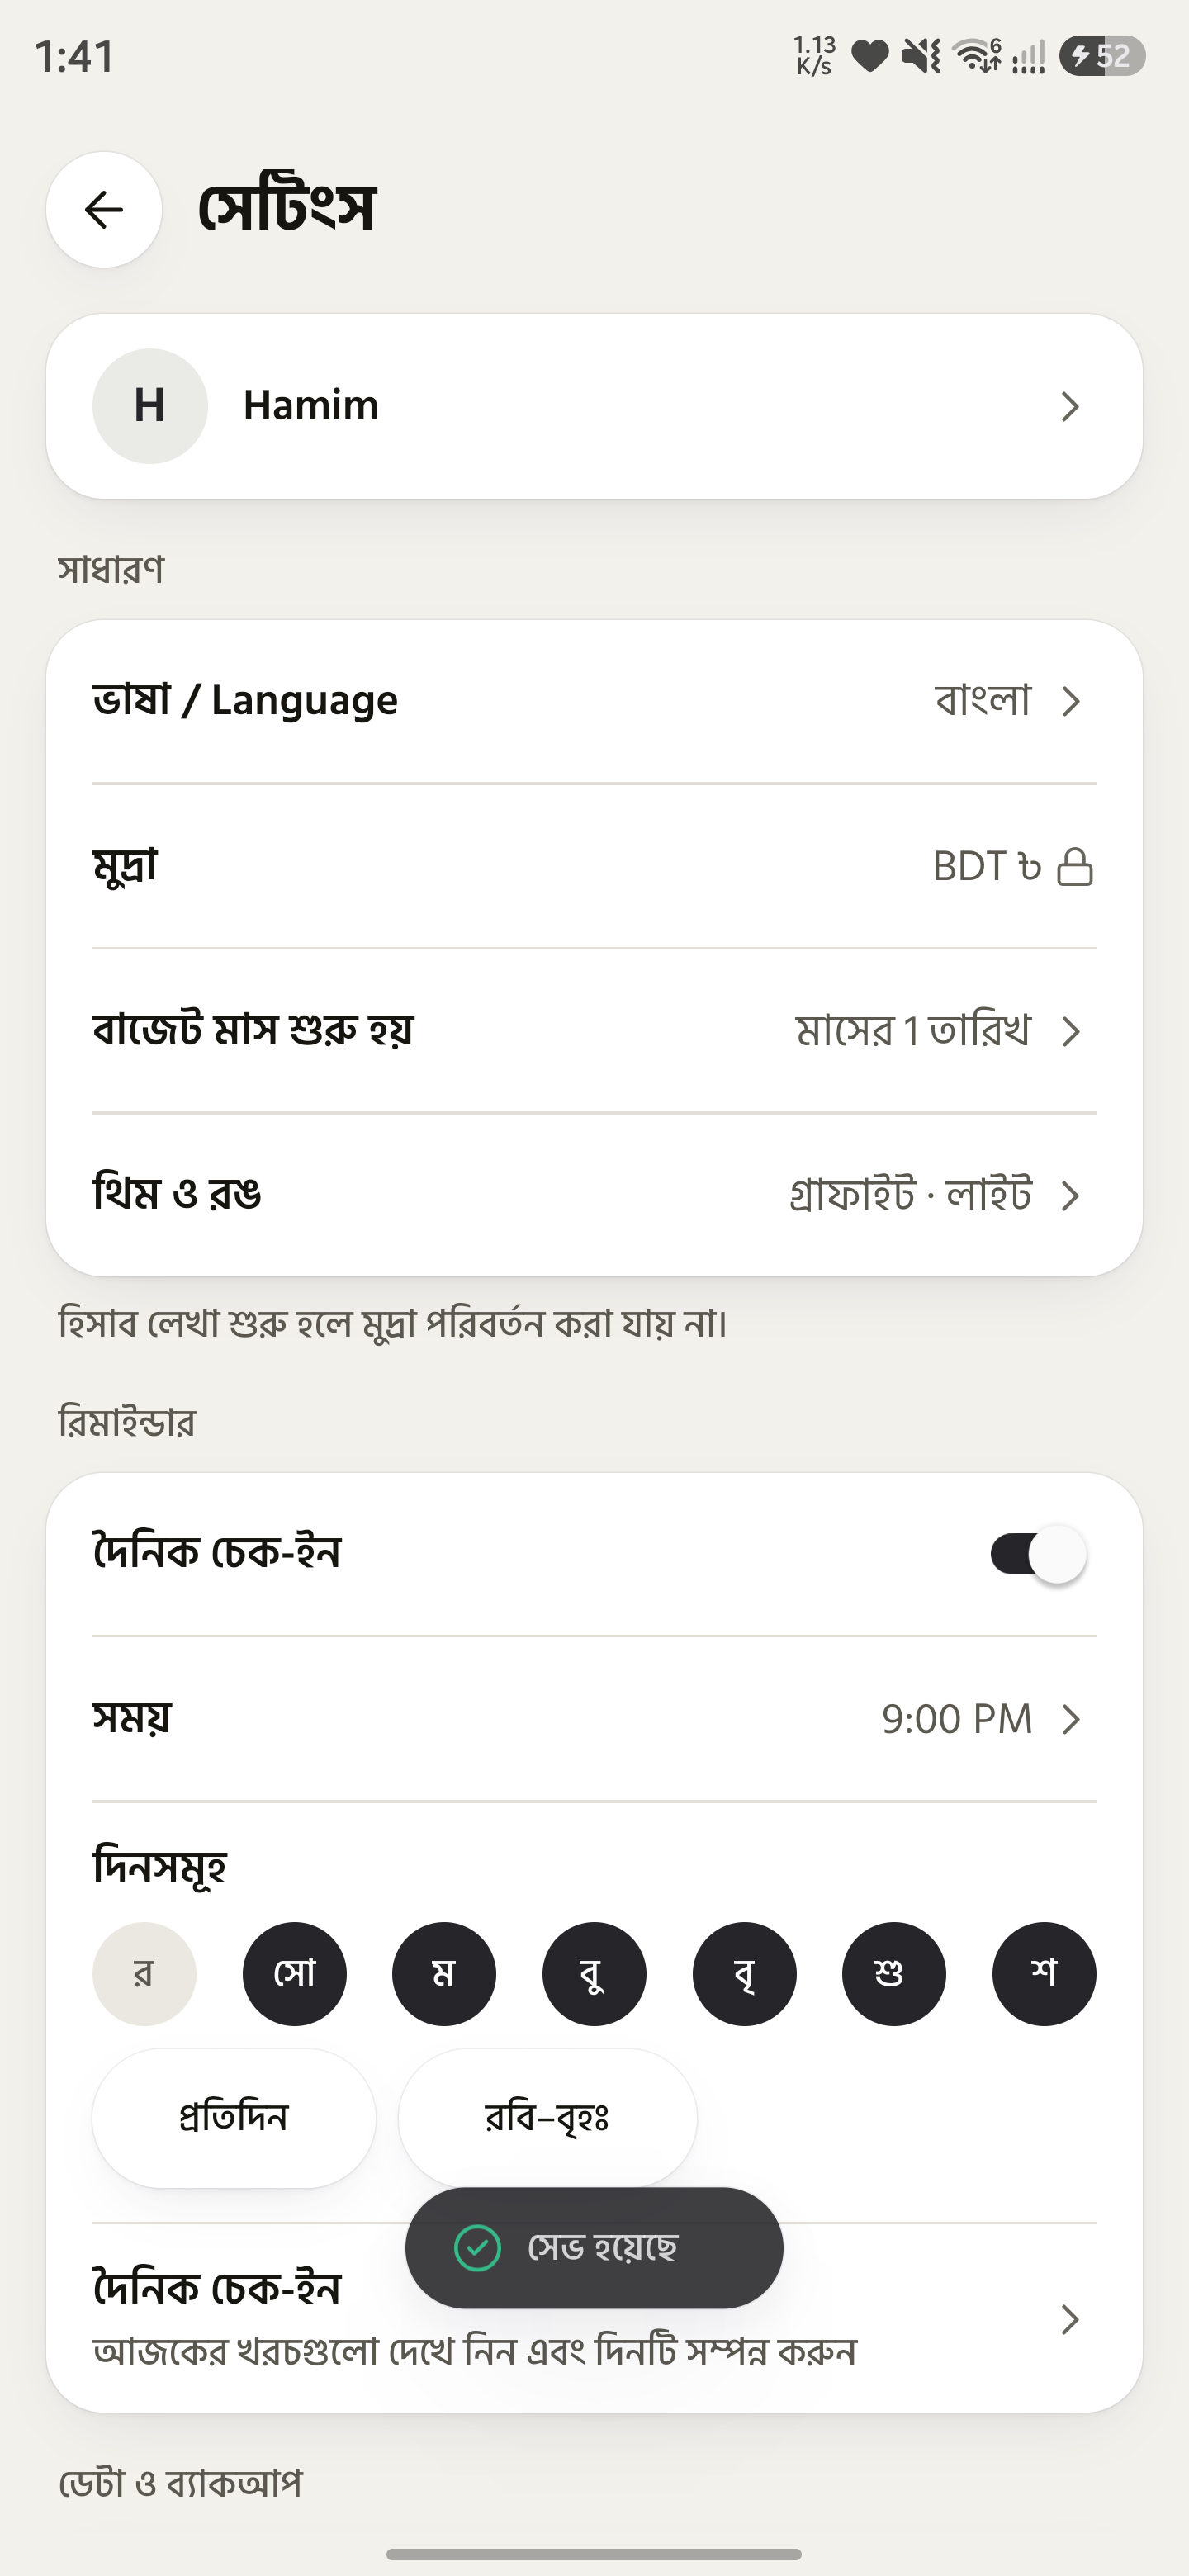 1:41
1.13 K/s
6
52
সেটিংস
H
Hamim
সাধারণ
ভাষা / Language
বাংলা
মুদ্রা
BDT ৳
বাজেট মাস শুরু হয়
মাসের 1 তারিখ
থিম ও রঙ
গ্রাফাইট · লাইট
হিসাব লেখা শুরু হলে মুদ্রা পরিবর্তন করা যায় না।
রিমাইন্ডার
দৈনিক চেক-ইন
সময়
9:00 PM
দিনসমূহ
র সো ম বু বৃ শু শ
প্রতিদিন
রবি–বৃহঃ
সেভ হয়েছে
দৈনিক চেক-ইন
আজকের খরচগুলো দেখে নিন এবং দিনটি সম্পন্ন করুন
ডেটা ও ব্যাকআপ